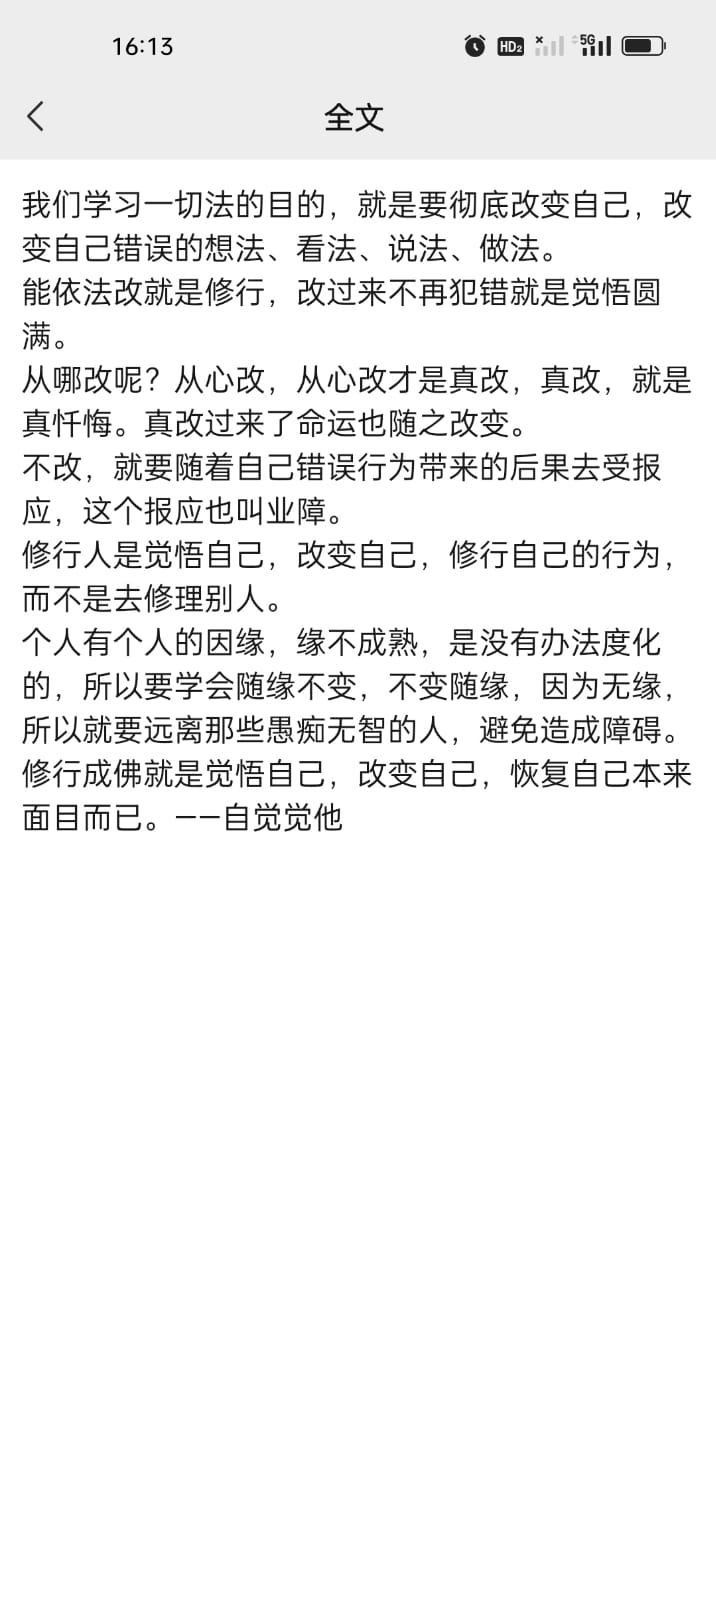 16:13
HD2 5G
全文
我们学习一切法的目的，就是要彻底改变自己，改
变自己错误的想法、看法、说法、做法。
能依法改就是修行，改过来不再犯错就是觉悟圆
满。
从哪改呢？从心改，从心改才是真改，真改，就是
真忏悔。真改过来了命运也随之改变。
不改，就要随着自己错误行为带来的后果去受报
应，这个报应也叫业障。
修行人是觉悟自己，改变自己，修行自己的行为，
而不是去修理别人。
个人有个人的因缘，缘不成熟，是没有办法度化
的，所以要学会随缘不变，不变随缘，因为无缘，
所以就要远离那些愚痴无智的人，避免造成障碍。
修行成佛就是觉悟自己，改变自己，恢复自己本来
面目而已。——自觉觉他